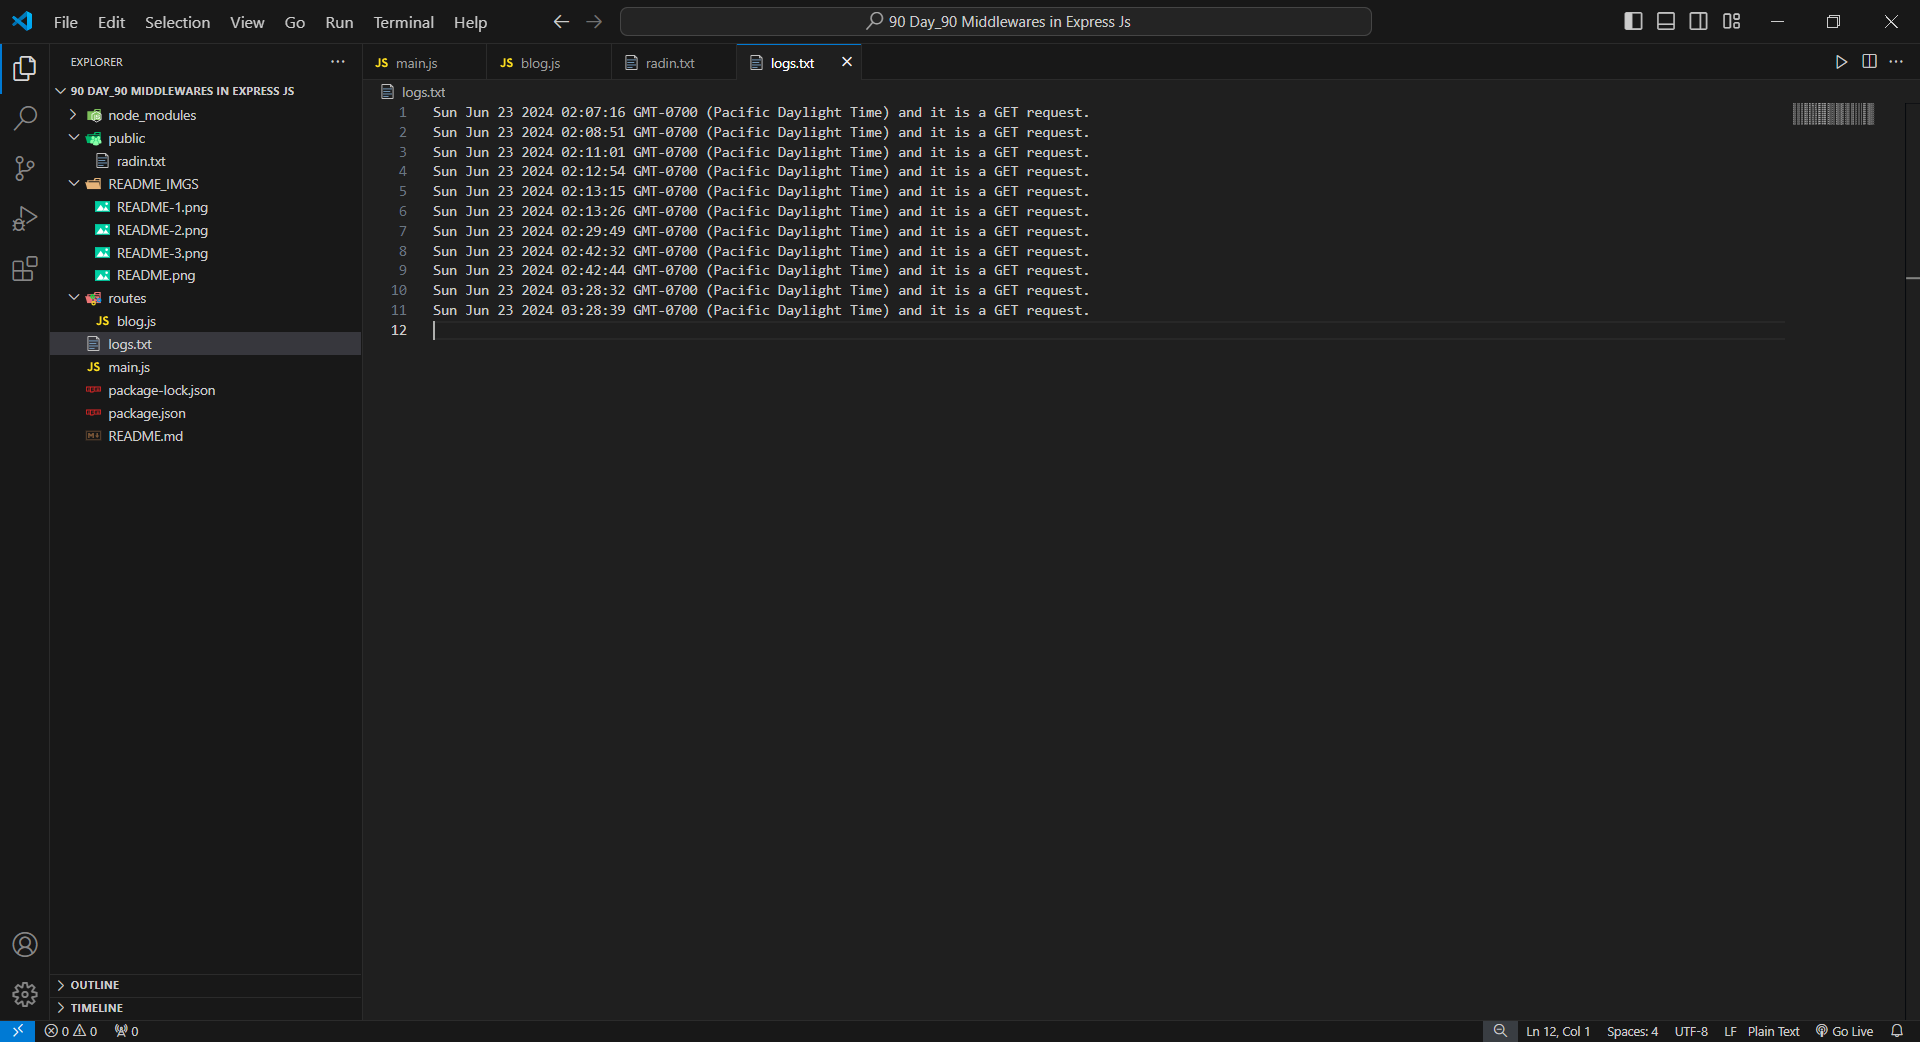 File Edit Selection View Go Run Terminal Help
90 Day_90 Middlewares in Express Js
EXPLORER
90 DAY_90 MIDDLEWARES IN EXPRESS JS
node_modules
public
radin.txt
README_IMGS
README-1.png
README-2.png
README-3.png
README.png
routes
JS blog.js
logs.txt
JS main.js
package-lock.json
package.json
README.md
OUTLINE
TIMELINE
JS main.js
JS blog.js
radin.txt
logs.txt
logs.txt
1 Sun Jun 23 2024 02:07:16 GMT-0700 (Pacific Daylight Time) and it is a GET request.
2 Sun Jun 23 2024 02:08:51 GMT-0700 (Pacific Daylight Time) and it is a GET request.
3 Sun Jun 23 2024 02:11:01 GMT-0700 (Pacific Daylight Time) and it is a GET request.
4 Sun Jun 23 2024 02:12:54 GMT-0700 (Pacific Daylight Time) and it is a GET request.
5 Sun Jun 23 2024 02:13:15 GMT-0700 (Pacific Daylight Time) and it is a GET request.
6 Sun Jun 23 2024 02:13:26 GMT-0700 (Pacific Daylight Time) and it is a GET request.
7 Sun Jun 23 2024 02:29:49 GMT-0700 (Pacific Daylight Time) and it is a GET request.
8 Sun Jun 23 2024 02:42:32 GMT-0700 (Pacific Daylight Time) and it is a GET request.
9 Sun Jun 23 2024 02:42:44 GMT-0700 (Pacific Daylight Time) and it is a GET request.
10 Sun Jun 23 2024 03:28:32 GMT-0700 (Pacific Daylight Time) and it is a GET request.
11 Sun Jun 23 2024 03:28:39 GMT-0700 (Pacific Daylight Time) and it is a GET request.
12
0 0 0
Ln 12, Col 1 Spaces: 4 UTF-8 LF Plain Text Go Live